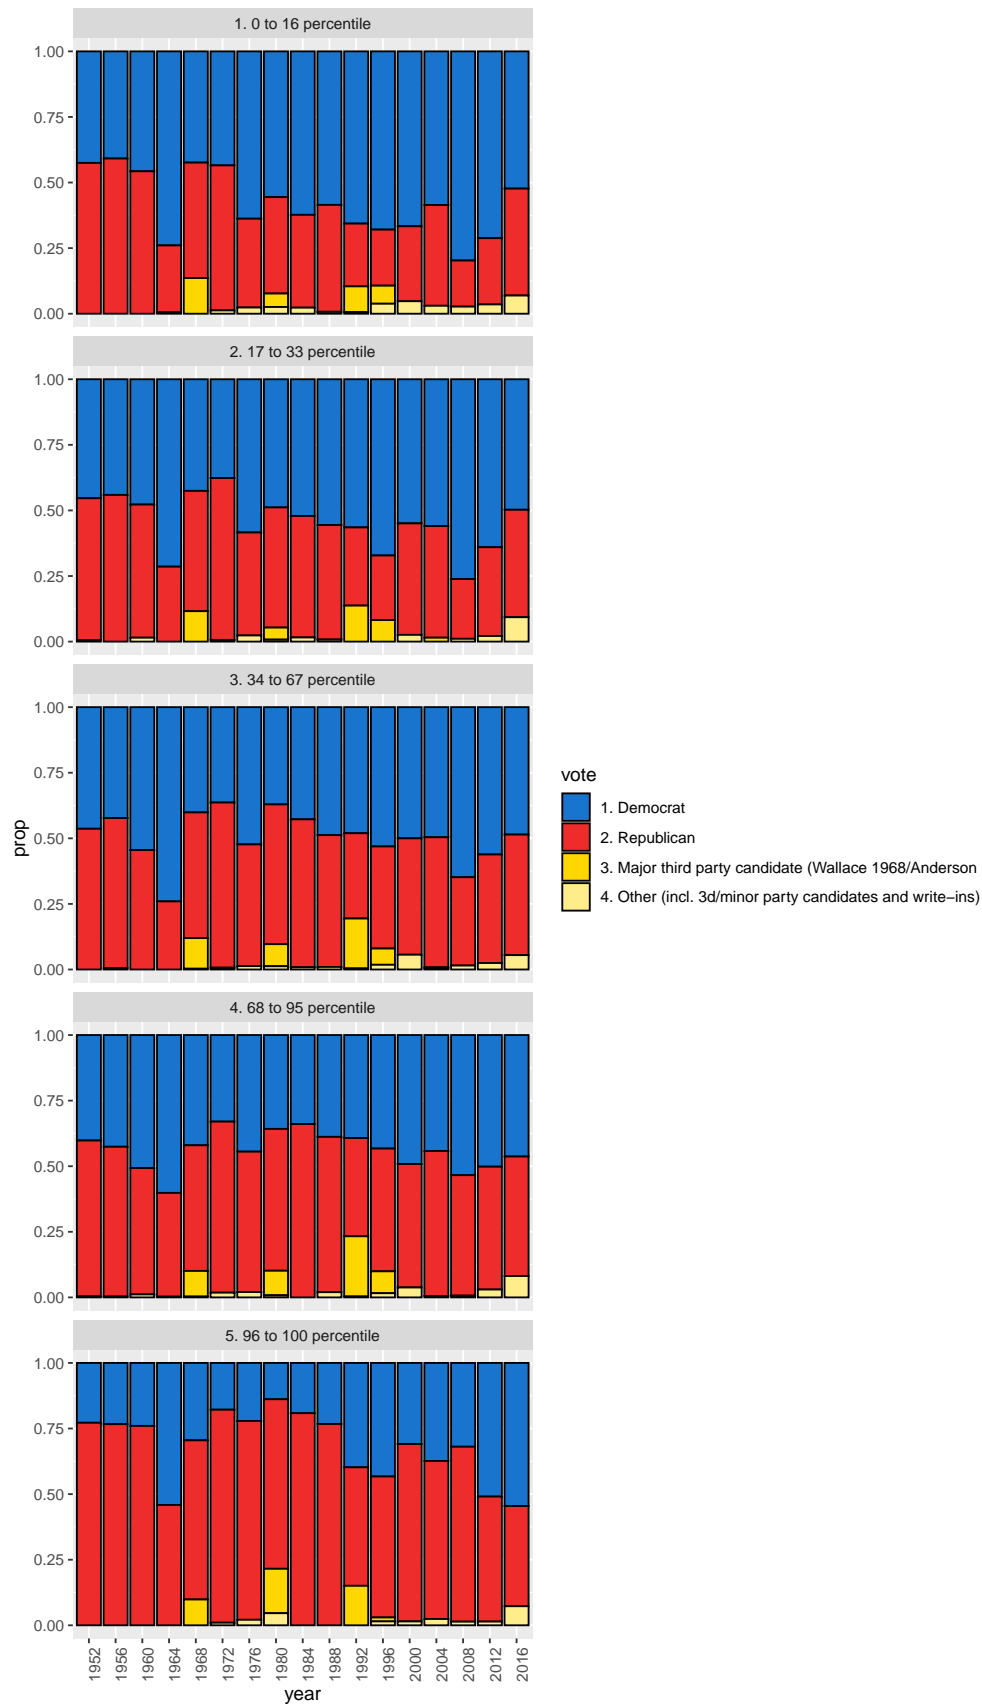 1. 0 to 16 percentile
1.00
0.75
0.50
0.25
0.00
2. 17 to 33 percentile
1.00
0.75
0.50
0.25
0.00
3. 34 to 67 percentile
1.00
0.75
0.50
0.25
0.00
4. 68 to 95 percentile
1.00
0.75
0.50
0.25
0.00
5. 96 to 100 percentile
1.00
0.75
0.50
0.25
0.00
prop
1952 1956 1960 1964 1968 1972 1976 1980 1984 1988 1992 1996 2000 2004 2008 2012 2016
year
vote
1. Democrat
2. Republican
3. Major third party candidate (Wallace 1968/Anderson
4. Other (incl. 3d/minor party candidates and write−ins)